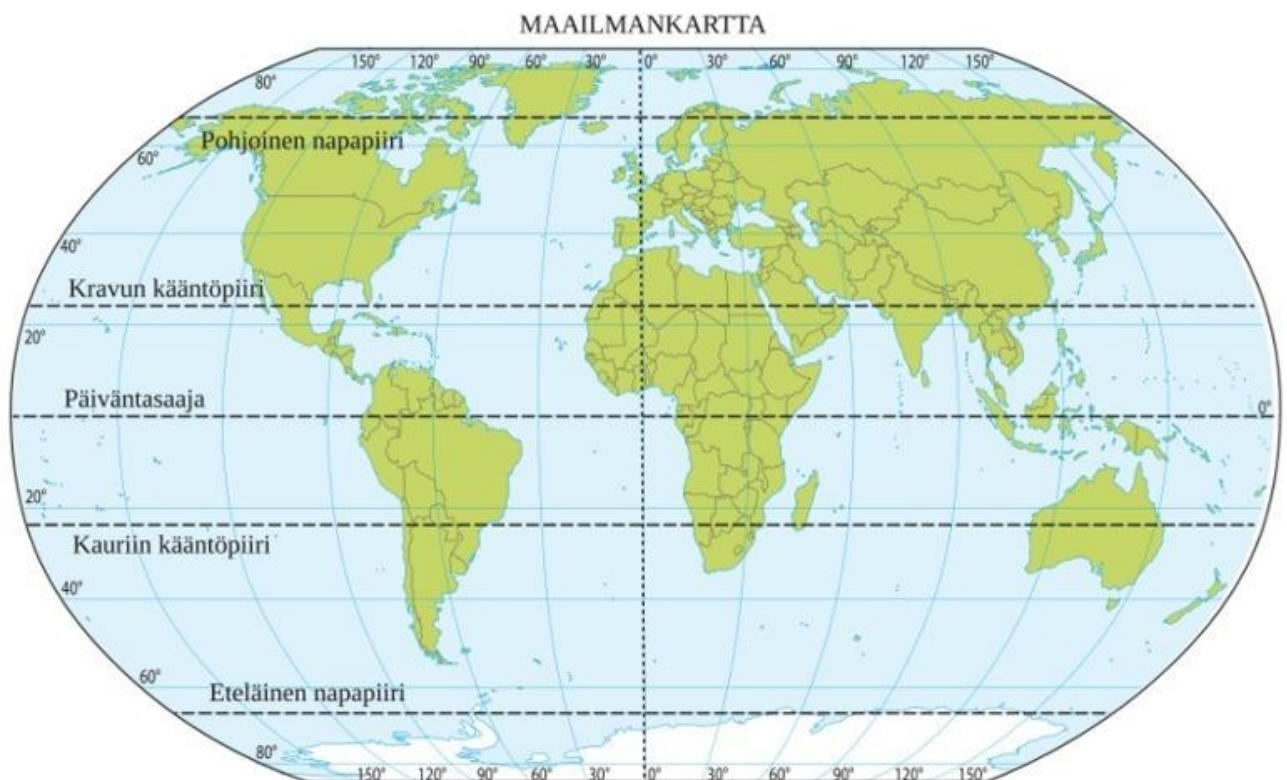 MAAILMANKARTTA
150° 120° 90° 60° 30° 0° 30° 60° 90° 120° 150°
80°
Pohjoinen napapiiri
60°
40°
Kravun kääntöpiiri
20°
Päiväntasaaja
0°
20°
Kauriin kääntöpiiri
40°
60°
Eteläinen napapiiri
80°
150° 120° 90° 60° 30° 0° 30° 60° 90° 120° 150°